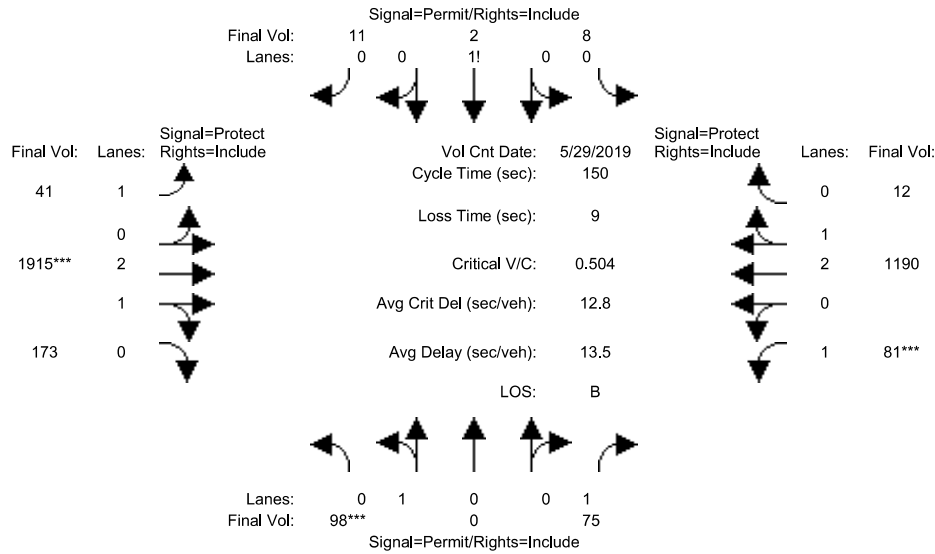 Signal=Permit/Rights=Include
Final Vol: 11 2 8
Lanes: 0 0 1! 0 0
Signal=Protect Signal=Protect
Final Vol: Lanes: Rights=Include Vol Cnt Date: 5/29/2019 Rights=Include Lanes: Final Vol:
Cycle Time (sec): 150
41 1 0 12
Loss Time (sec): 9
0 1
1915*** 2 Critical V/C: 0.504 2 1190
1 Avg Crit Del (sec/veh): 12.8 0
173 0 Avg Delay (sec/veh): 13.5 1 81***
LOS: B
Lanes: 0 1 0 0 1
Final Vol: 98*** 0 75
Signal=Permit/Rights=Include